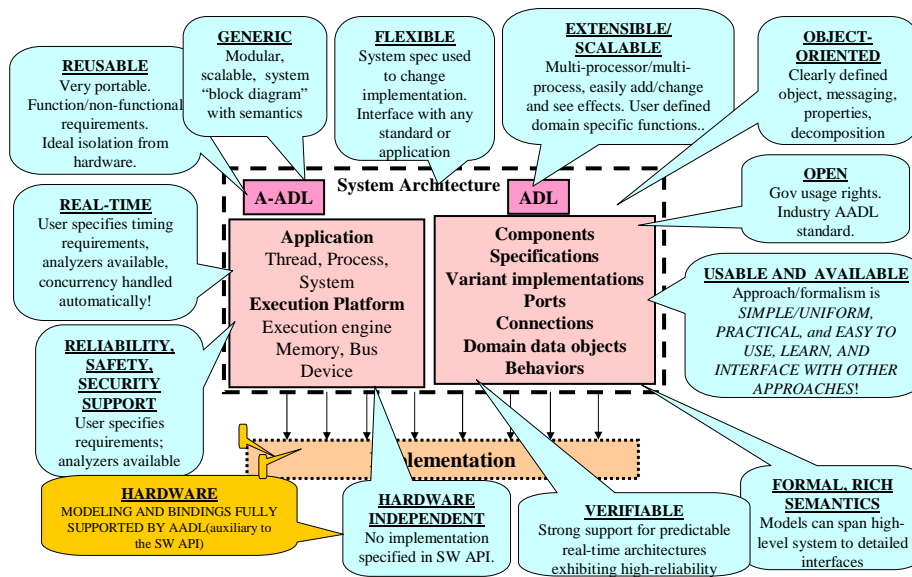 REUSABLE
Very portable.
Function/non-functional
requirements.
Ideal isolation from
hardware.
GENERIC
Modular,
scalable, system
“block diagram”
with semantics
FLEXIBLE
System spec used
to change
implementation.
Interface with any
standard or
application
EXTENSIBLE/
SCALABLE
Multi-processor/multi-
process, easily add/change
and see effects. User defined
domain specific functions..
OBJECT-
ORIENTED
Clearly defined
object, messaging,
properties,
decomposition
System Architecture
A-ADL
ADL
REAL-TIME
User specifies timing
requirements,
analyzers available,
concurrency handled
automatically!
Application
Thread, Process,
System
Execution Platform
Execution engine
Memory, Bus
Device
Components
Specifications
Variant implementations
Ports
Connections
Domain data objects
Behaviors
OPEN
Gov usage rights.
Industry AADL
standard.
USABLE AND AVAILABLE
Approach/formalism is
SIMPLE/UNIFORM,
PRACTICAL, and EASY TO
USE, LEARN, AND
INTERFACE WITH OTHER
APPROACHES!
RELIABILITY,
SAFETY,
SECURITY
SUPPORT
User specifies
requirements;
analyzers available
HARDWARE
MODELING AND BINDINGS FULLY
SUPPORTED BY AADL(auxiliary to
the SW API)
HARDWARE
INDEPENDENT
No implementation
specified in SW API.
VERIFIABLE
Strong support for predictable
real-time architectures
exhibiting high-reliability
FORMAL, RICH
SEMANTICS
Models can span high-
level system to detailed
interfaces